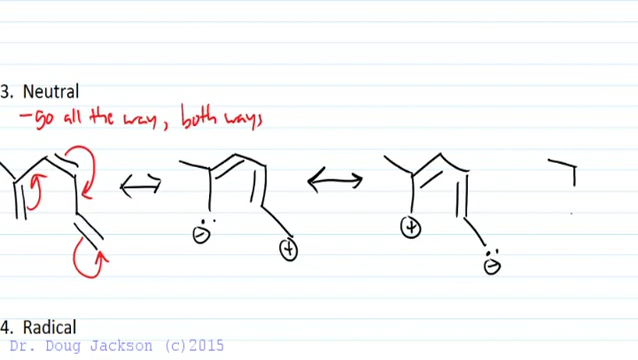 3. Neutral
- go all the way, both ways
4. Radical
Dr. Doug Jackson (c)2015